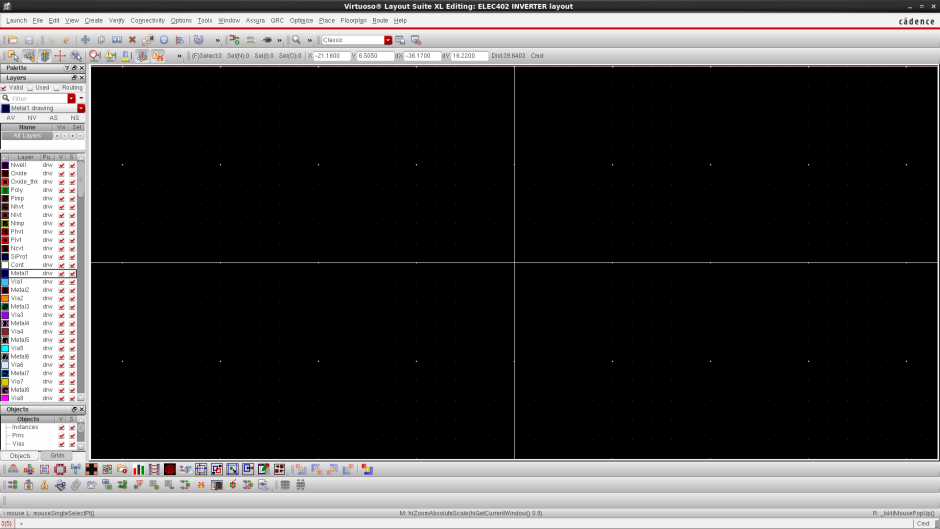 Virtuoso® Layout Suite XL Editing: ELEC402 INVERTER layout
Launch File Edit View Create Verify Connectivity Options Tools Window Assura GRC Optimize Place Floorplan Route Help
cādence
Classic
(F)Select:0 Sel(N):0 Sel(I):0 Sel(O):0 X -21.1600 Y 6.5050 dX -36.1700 dY 16.2200 Dist:39.6403 Cmd:
Palette
Layers
Valid Used Routing
Filter
Metal1 drawing
AV NV AS NS
Name Vis Sel
All Layers
Layer Pu.. V S
Nwell drw
Oxide drw
Oxide_thk drw
Poly drw
Pimp drw
Nhvt drw
Nlvt drw
Nimp drw
Phvt drw
Plvt drw
Nzvt drw
SiProt drw
Cont drw
Metal1 drw
Via1 drw
Metal2 drw
Via2 drw
Metal3 drw
Via3 drw
Metal4 drw
Via4 drw
Metal5 drw
Via5 drw
Metal6 drw
Via6 drw
Metal7 drw
Via7 drw
Metal8 drw
Via8 drw
Objects
Objects V S
Instances
Pins
Vias
Objects Grids
mouse L: mouseSingleSelectPt() M: hiZoomAbsoluteScale(hiGetCurrentWindow() 0.9) R: _lxHiMousePopUp()
3(5) > Cmd: